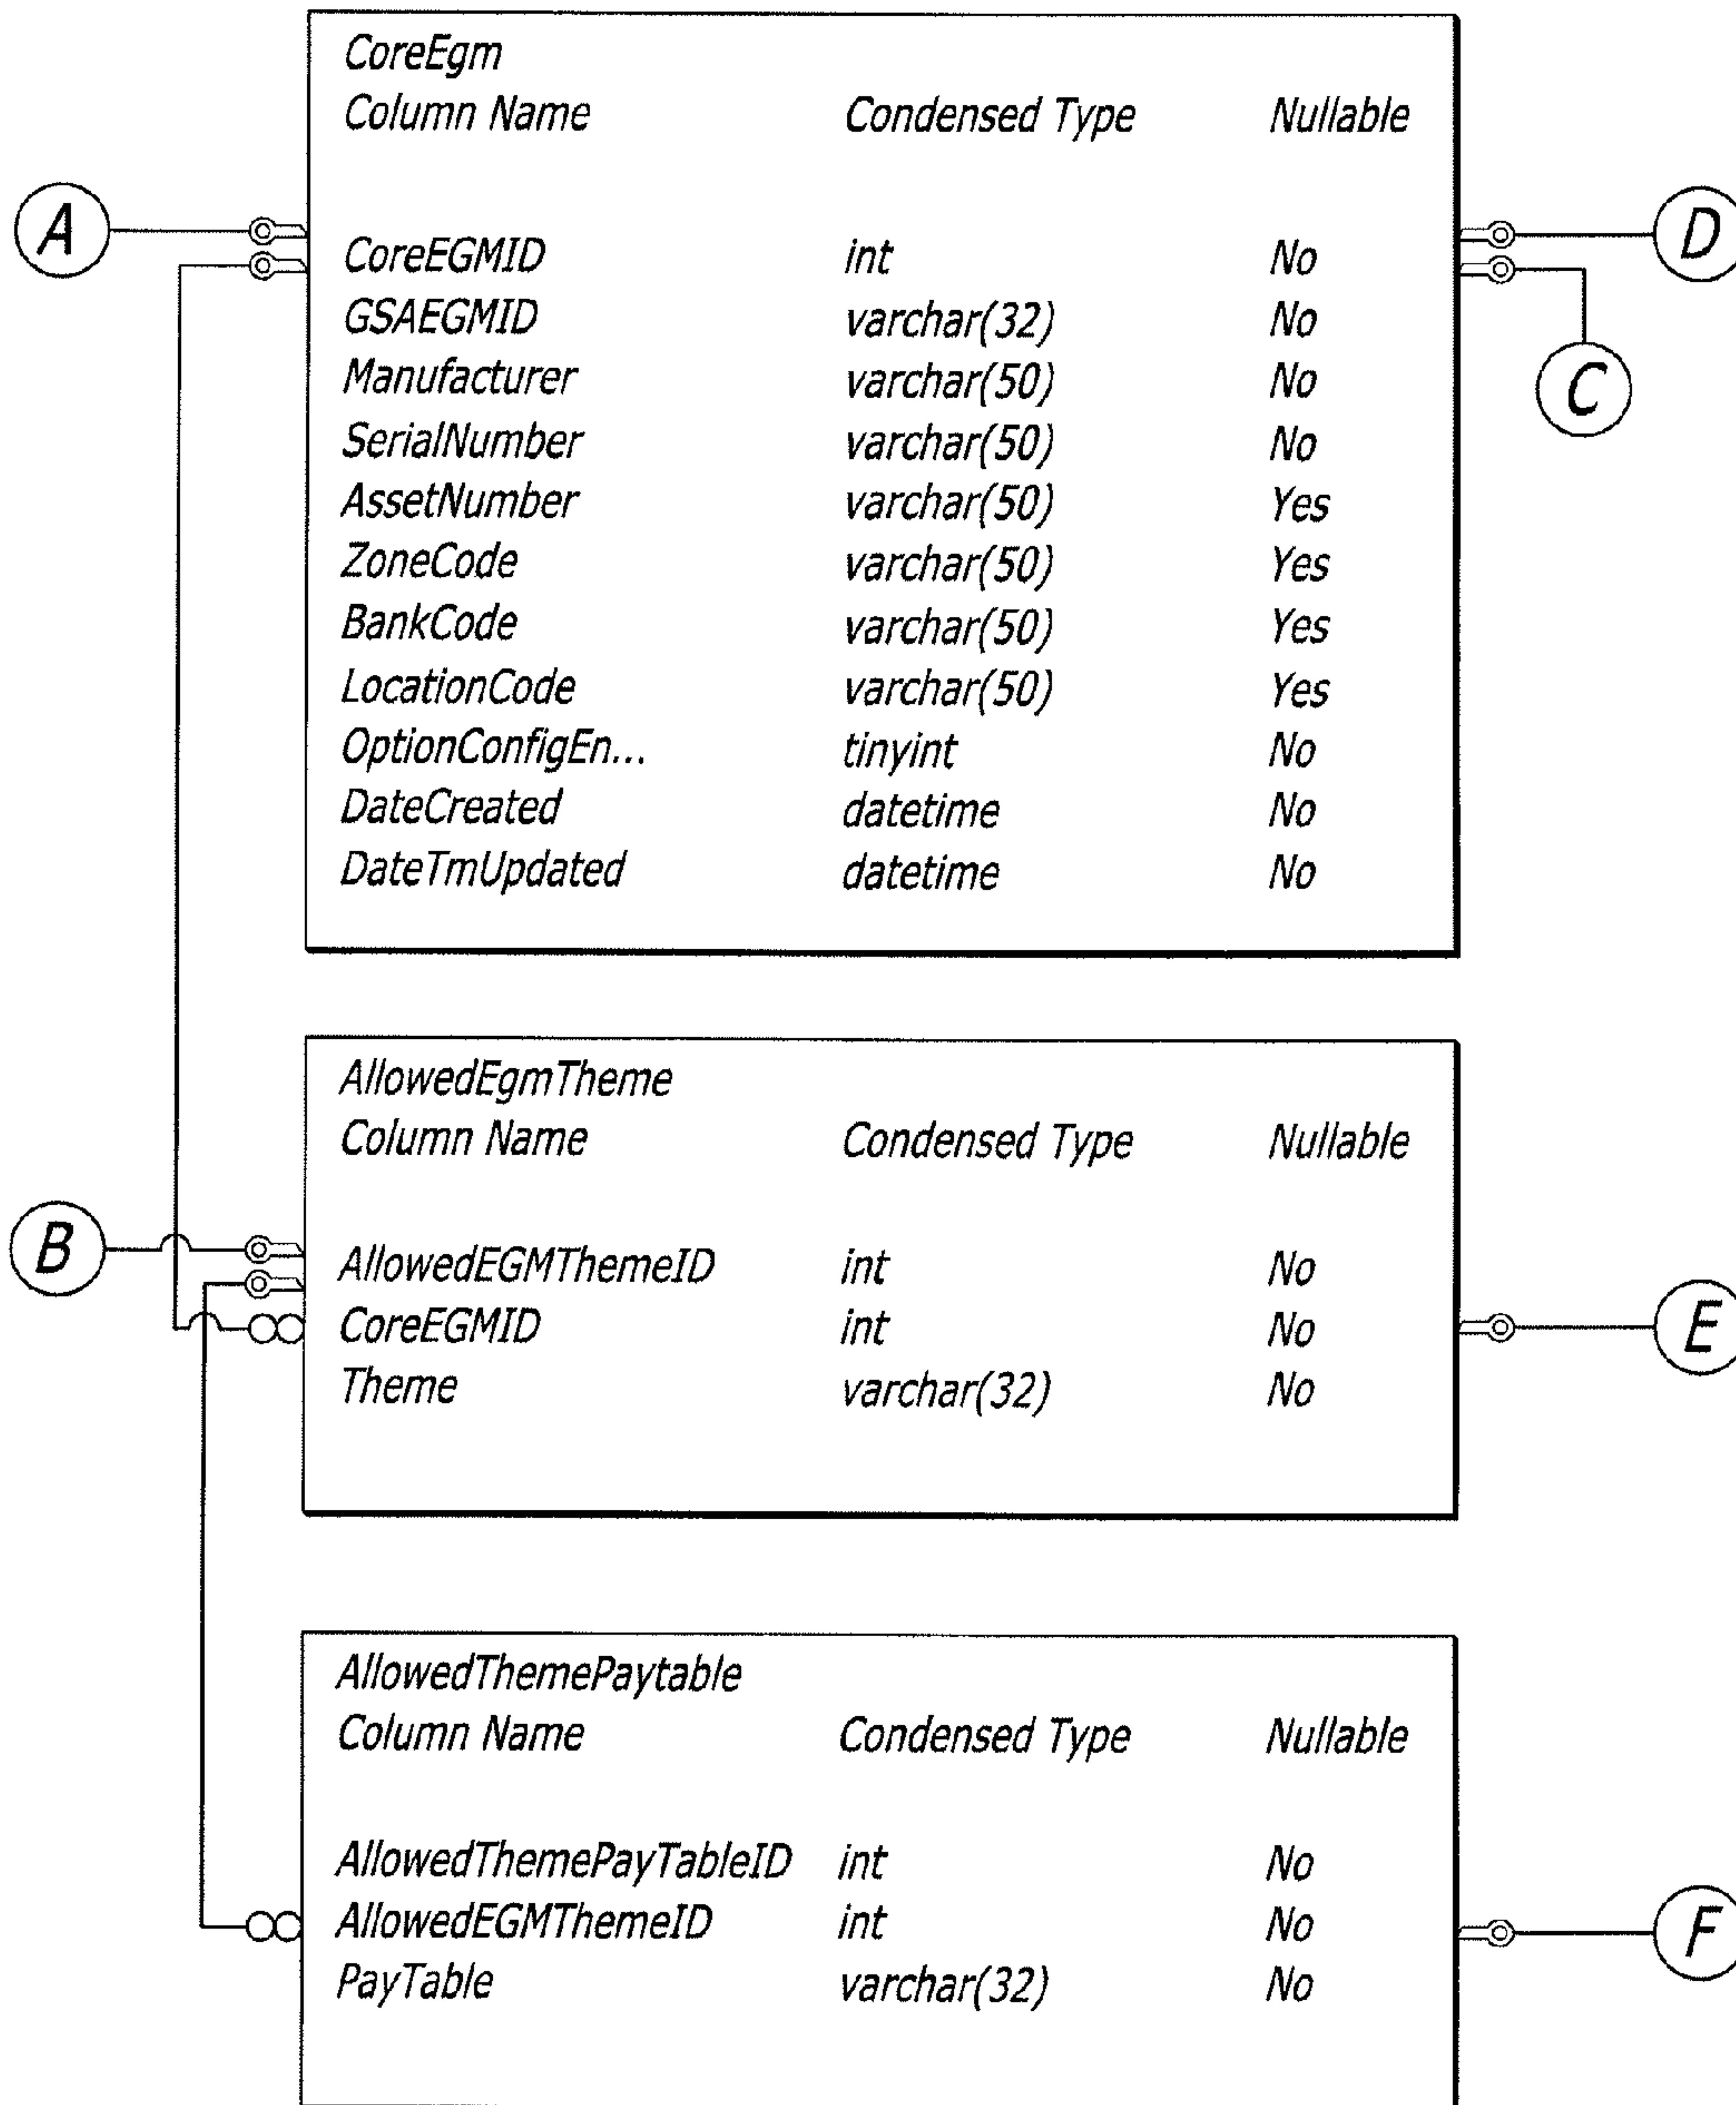 CoreEgm
Column Name Condensed Type Nullable
A
D
CoreEGMID int No
GSAEGMID varchar(32) No
Manufacturer varchar(50) No
C
SerialNumber varchar(50) No
AssetNumber varchar(50) Yes
ZoneCode varchar(50) Yes
BankCode varchar(50) Yes
LocationCode varchar(50) Yes
OptionConfigEn... tinyint No
DateCreated datetime No
DateTmUpdated datetime No
AllowedEgmTheme
Column Name Condensed Type Nullable
B
AllowedEGMThemeID int No
CoreEGMID int No
E
Theme varchar(32) No
AllowedThemePaytable
Column Name Condensed Type Nullable
AllowedThemePayTableID int No
AllowedEGMThemeID int No
F
PayTable varchar(32) No